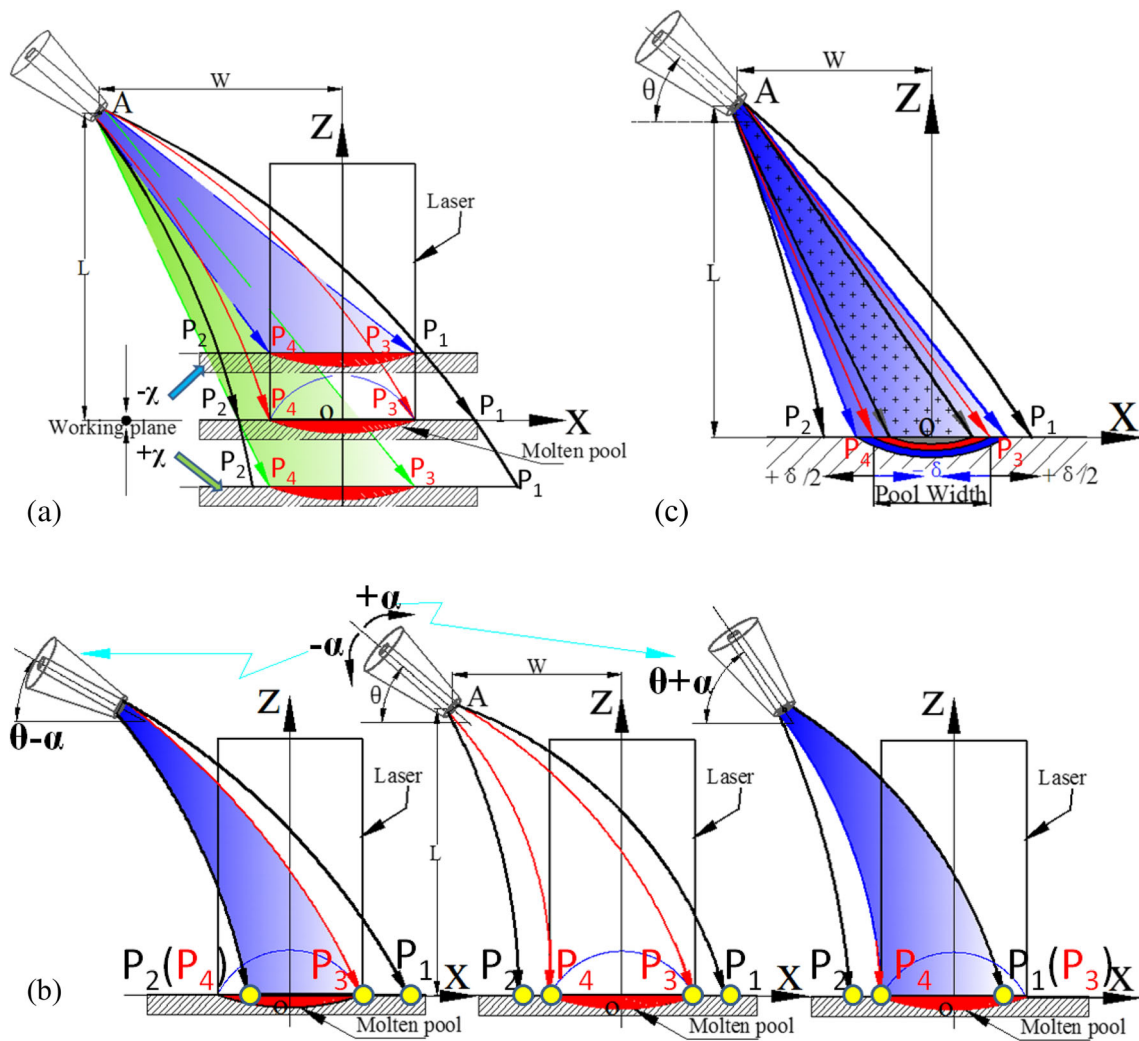 W
A
Z
Laser
L
P2 P4 P3 P1
-χ
P2 P4 O P3 P1 X
Working plane
Molten pool
+χ
P2 P4 P3 P1
(a)
W
θ A
Z
L
P2 P4 O P3 P1 X
+δ/2 -δ +δ/2
Pool Width
(c)
+α
-α
θ-α
Z
Laser
P2(P4) P3 P1 X
O
Molten pool
(b)
W
θ A
Z
Laser
L
P2 P4 P3 P1 X
O
Molten pool
θ+α
Z
Laser
P2 P4 P1(P3) X
O
Molten pool